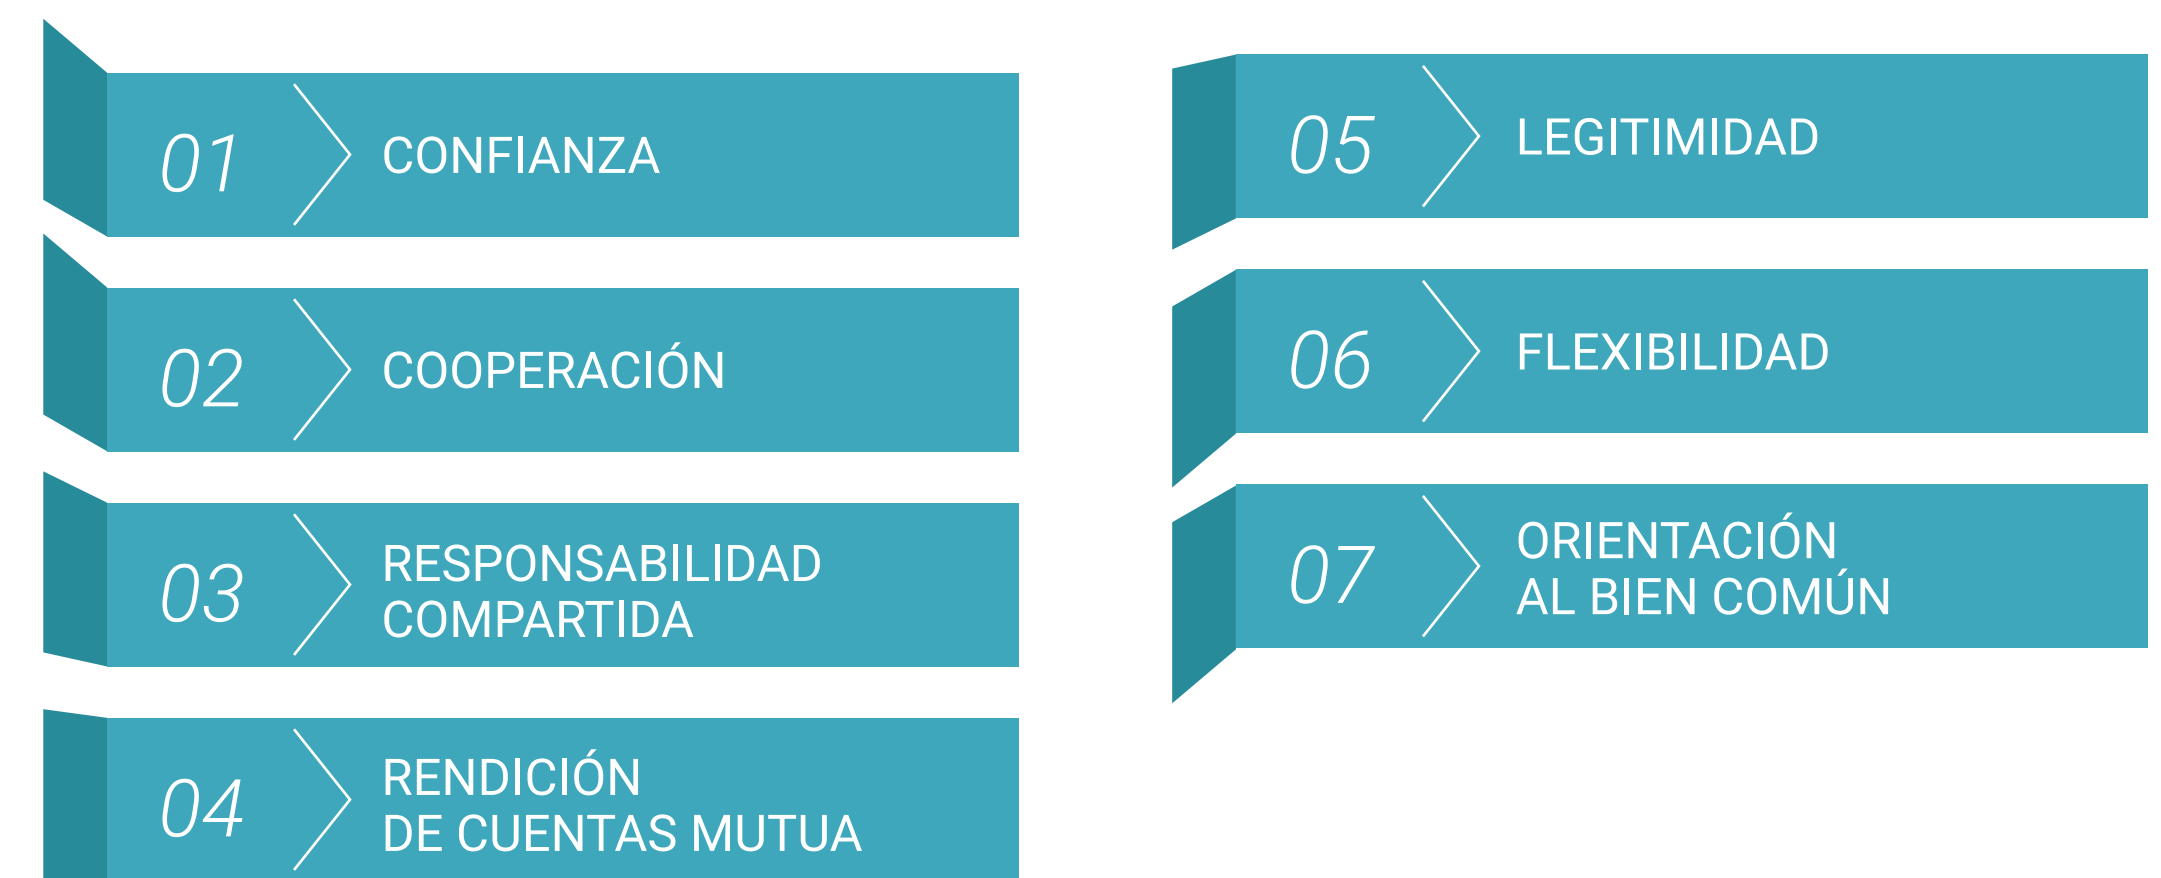 01 CONFIANZA
02 COOPERACIÓN
03 RESPONSABILIDAD
COMPARTIDA
04 RENDICIÓN
DE CUENTAS MUTUA
05 LEGITIMIDAD
06 FLEXIBILIDAD
07 ORIENTACIÓN
AL BIEN COMÚN